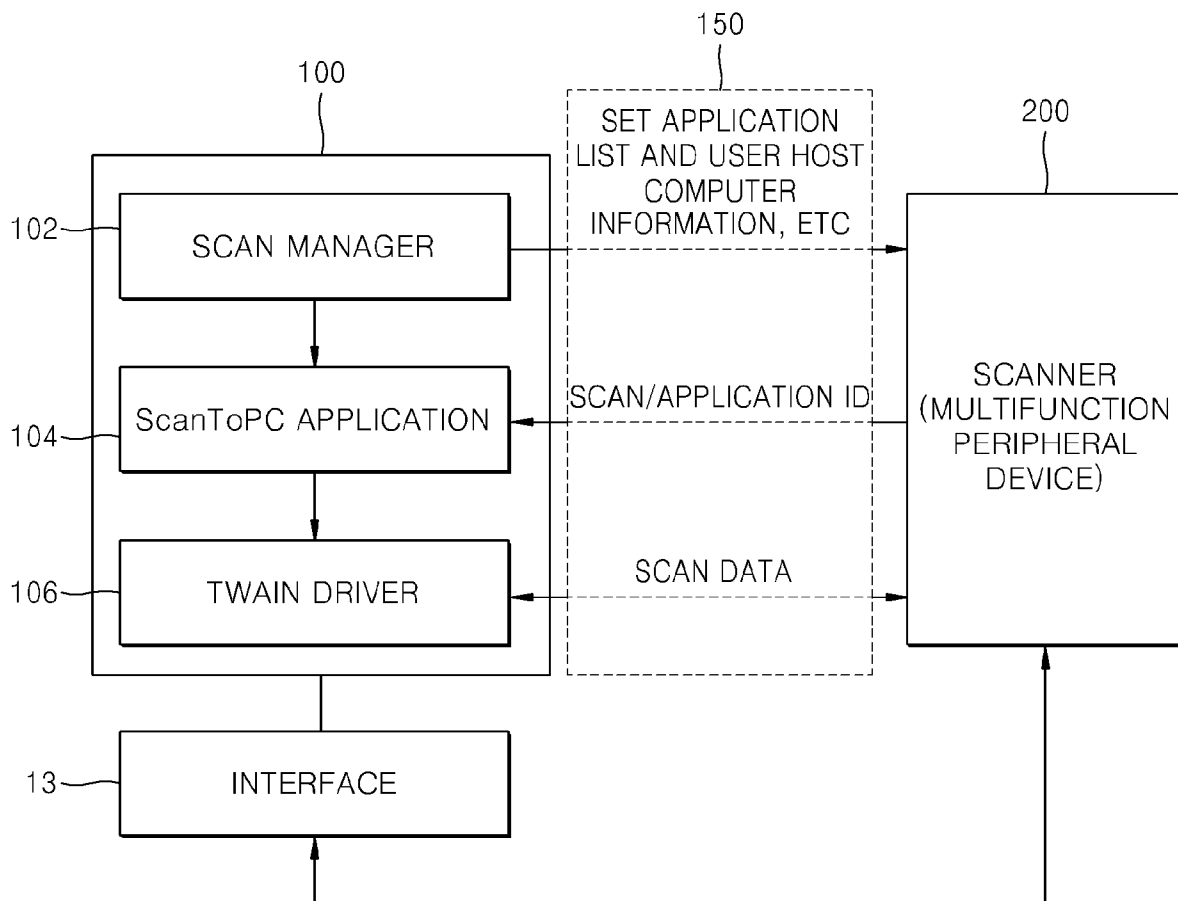 150
100
SET APPLICATION
LIST AND USER HOST
COMPUTER
INFORMATION, ETC
200
102
SCAN MANAGER
SCAN/APPLICATION ID
ScanToPC APPLICATION
104
SCANNER
(MULTIFUNCTION
PERIPHERAL
DEVICE)
SCAN DATA
106
TWAIN DRIVER
13
INTERFACE